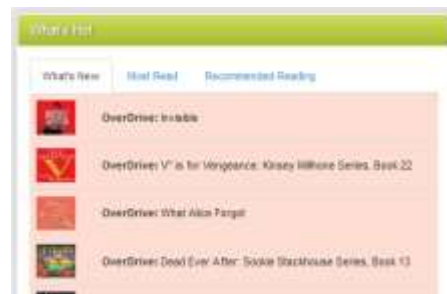 What's Hot
What's New Most Read Recommended Reading
OverDrive: Invisible
OverDrive: V" is for Vengeance: Kinsey Millhone Series, Book 22
OverDrive: What Alice Forgot
OverDrive: Dead Ever After: Sookie Stackhouse Series, Book 13